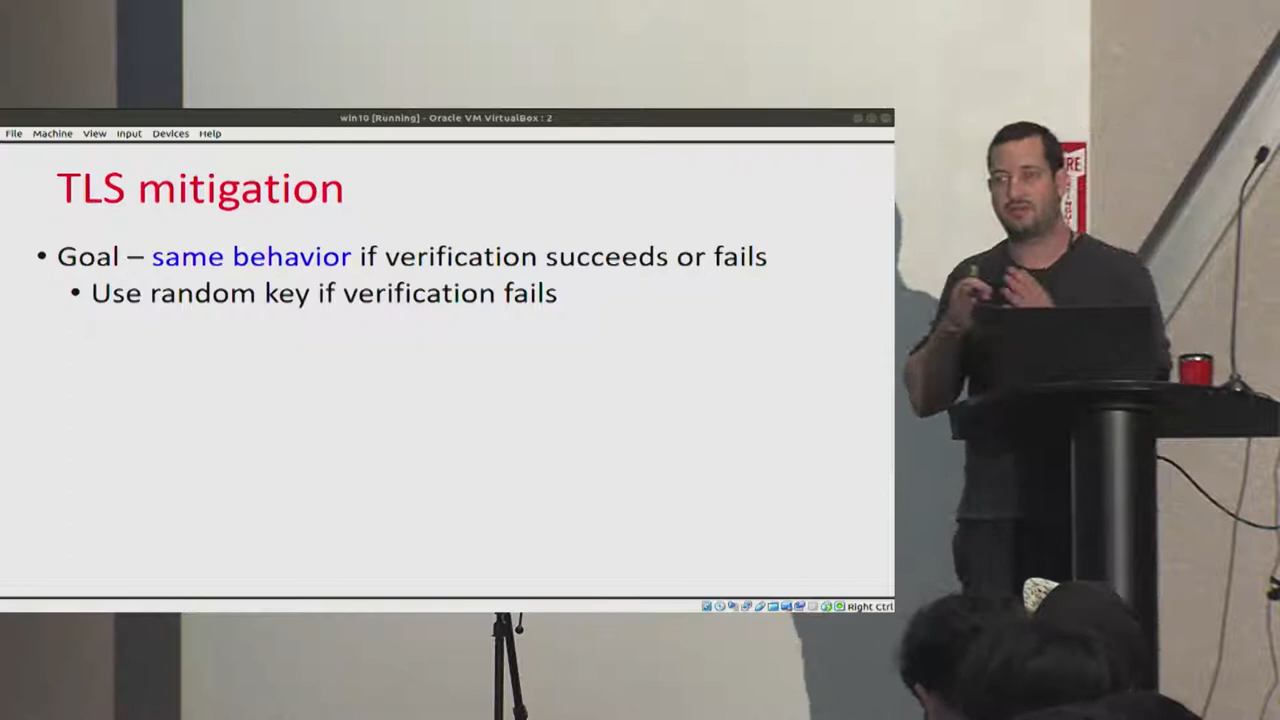 win10 [Running] - Oracle VM VirtualBox : 2
File Machine View Input Devices Help
TLS mitigation
• Goal – same behavior if verification succeeds or fails
• Use random key if verification fails
Right Ctrl
RE